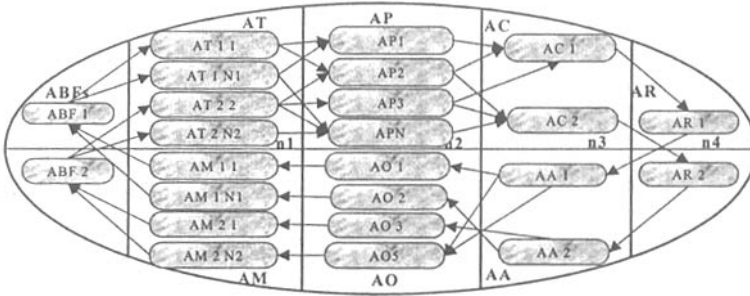 AT AP AC
AT 1 1 AP1 AC 1
AT 1 N1 AP2
ABFs AR
ABF 1 AT 2 2 AP3 AC 2 AR 1
AT 2 N2 APN
n1 n2 n3 n4
ABF 2 AM 1 1 AO 1 AA 1 AR 2
AM 1 N1 AO 2
AM 2 1 AO 3
AM 2 N2 AO5 AA 2
AM AO AA